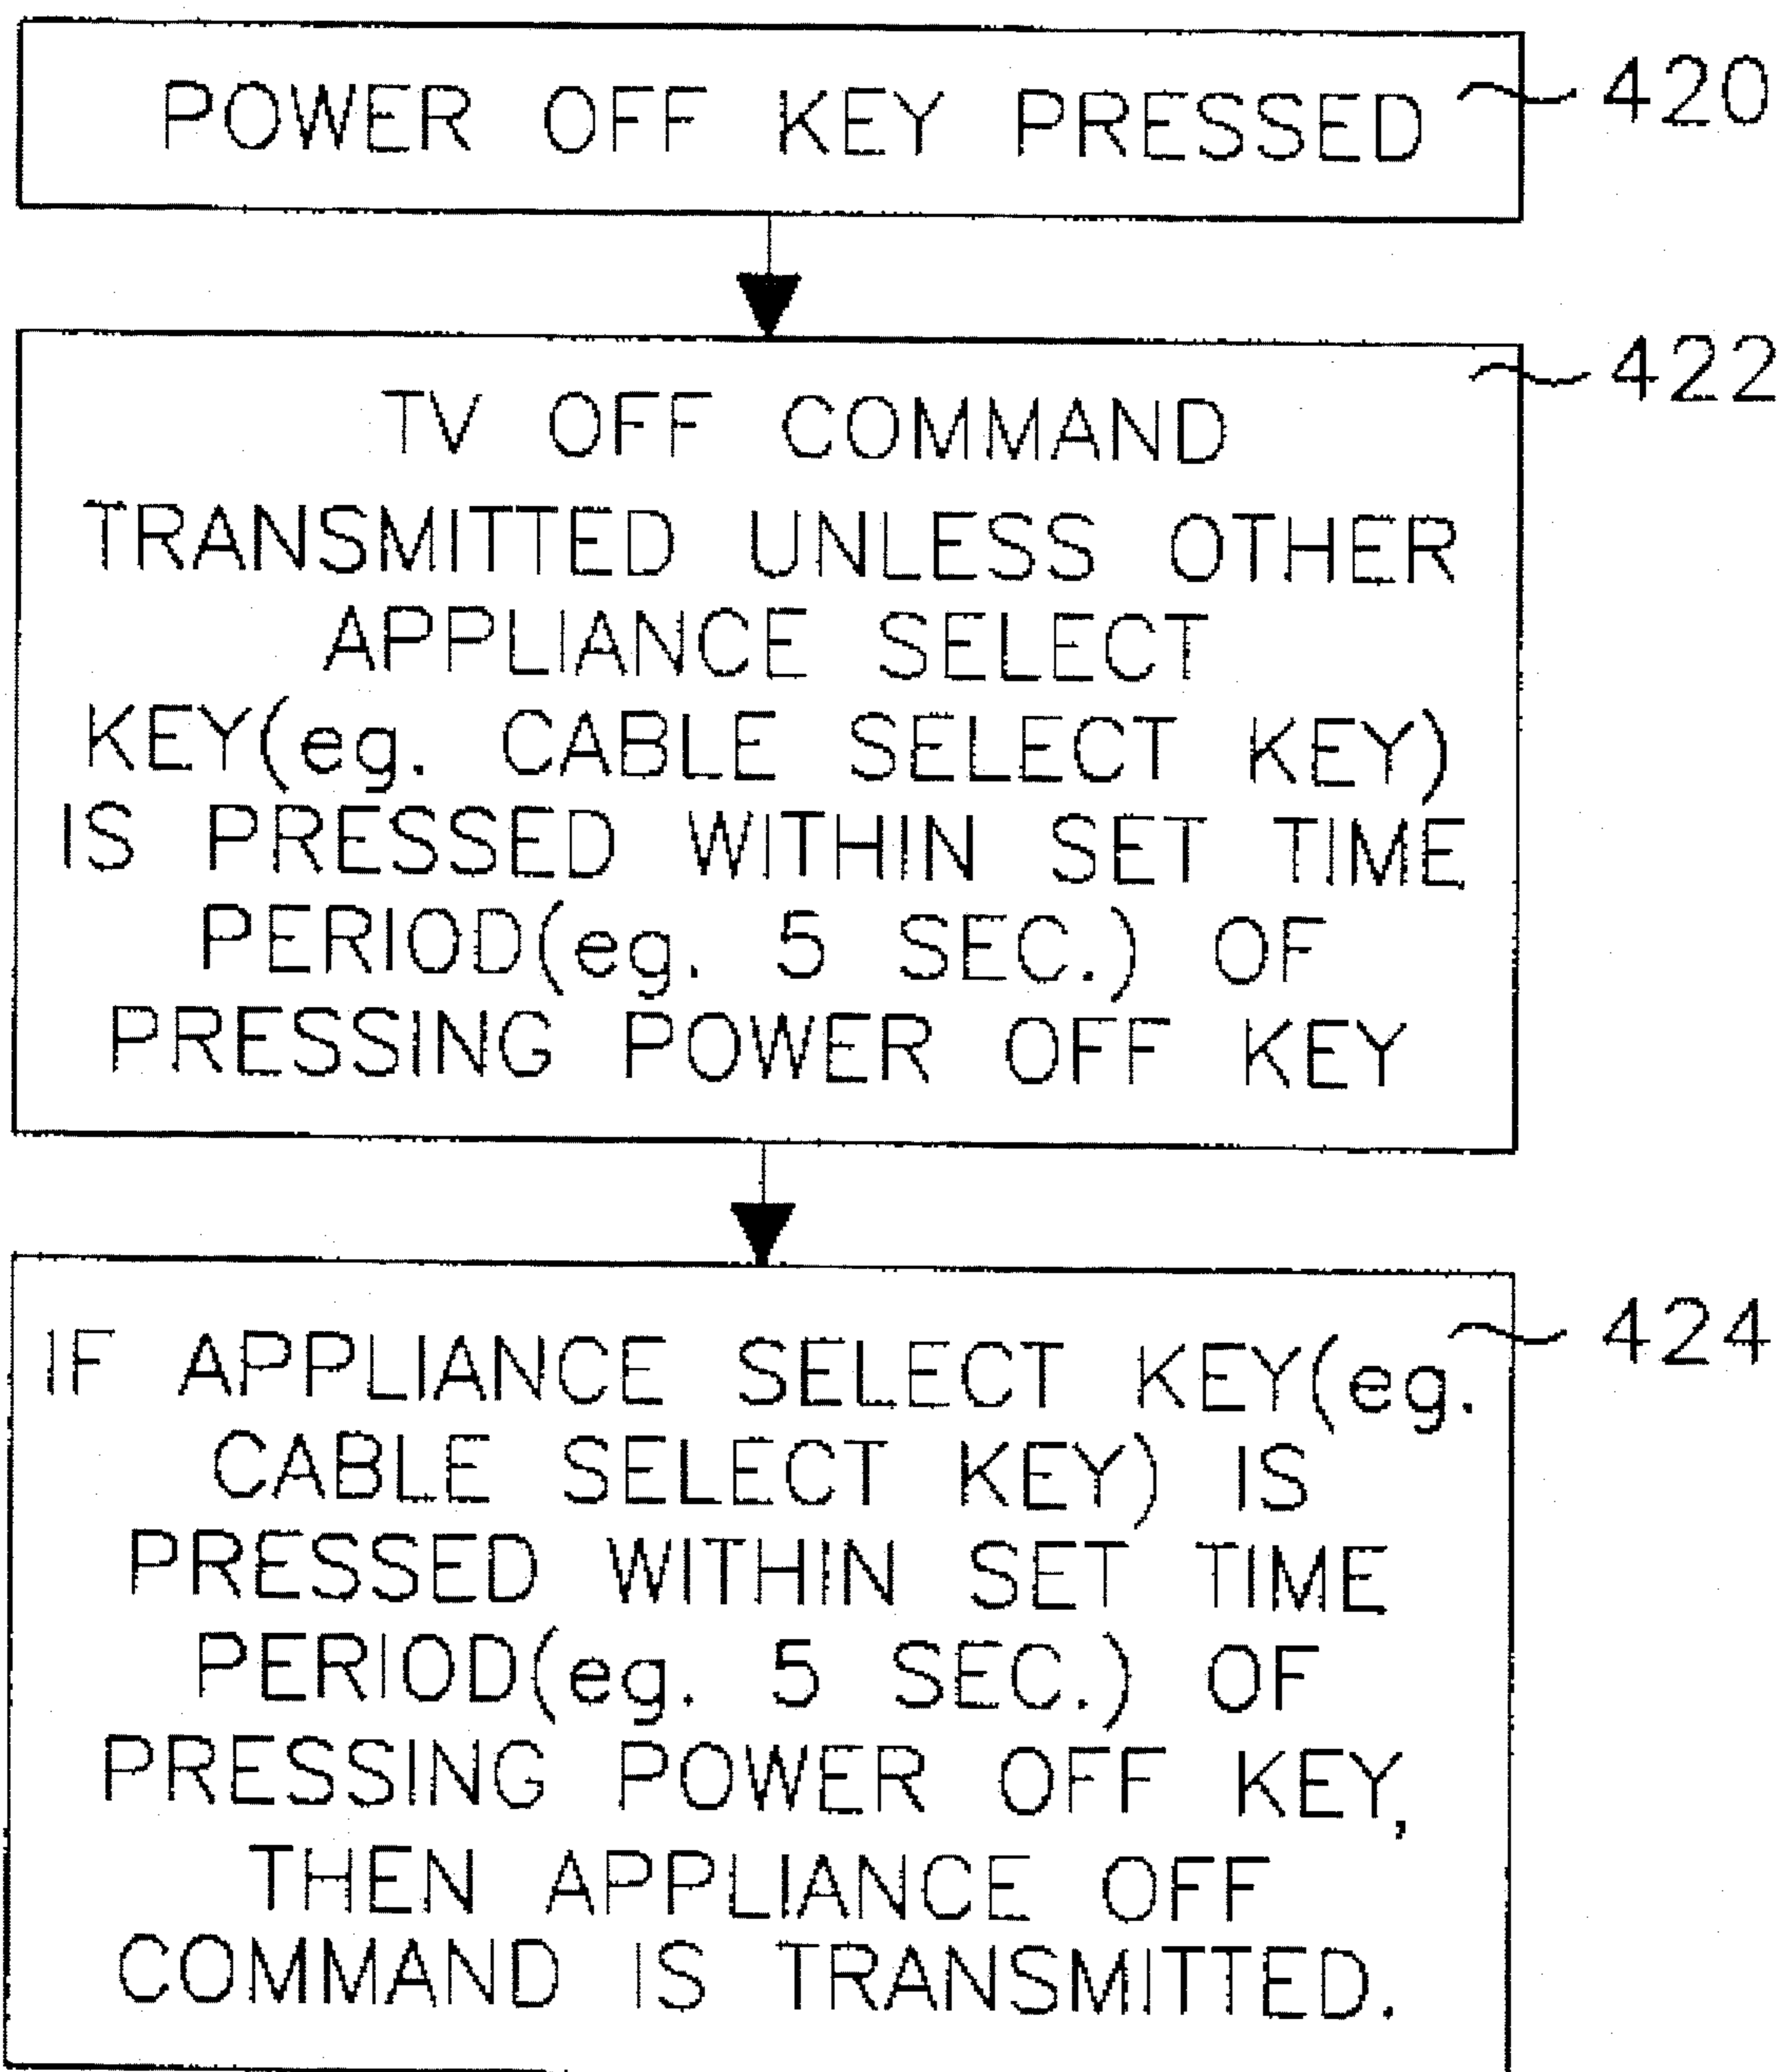 POWER OFF KEY PRESSED
420
422
TV OFF COMMAND
TRANSMITTED UNLESS OTHER
APPLIANCE SELECT
KEY(eg. CABLE SELECT KEY)
IS PRESSED WITHIN SET TIME
PERIOD(eg. 5 SEC.) OF
PRESSING POWER OFF KEY
424
IF APPLIANCE SELECT KEY(eg.
CABLE SELECT KEY) IS
PRESSED WITHIN SET TIME
PERIOD(eg. 5 SEC.) OF
PRESSING POWER OFF KEY,
THEN APPLIANCE OFF
COMMAND IS TRANSMITTED.